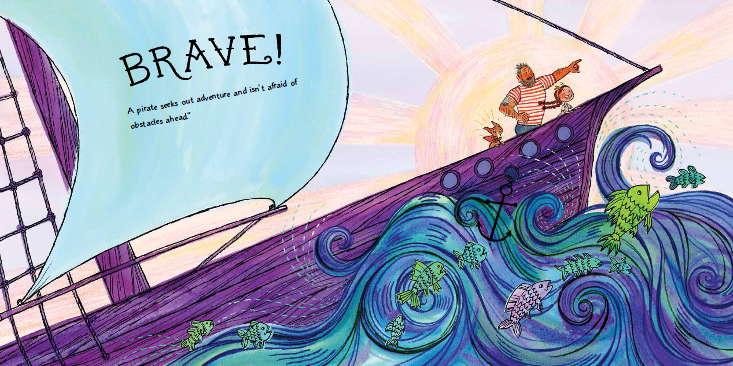 BRAVE!
A pirate seeks out adventure and isn't afraid of
obstacles ahead"